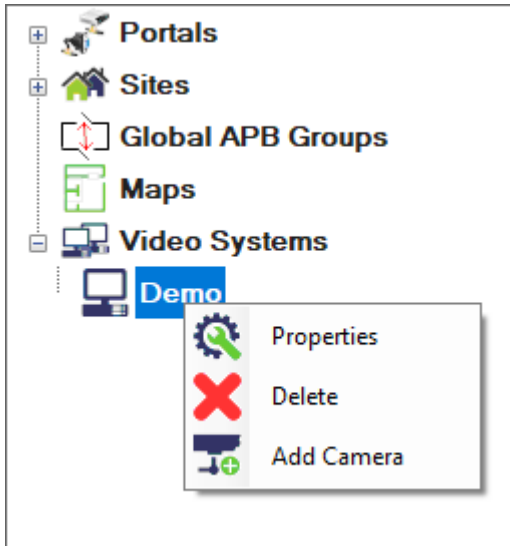 Portals
Sites
Global APB Groups
Maps
Video Systems
Demo
Properties
Delete
Add Camera